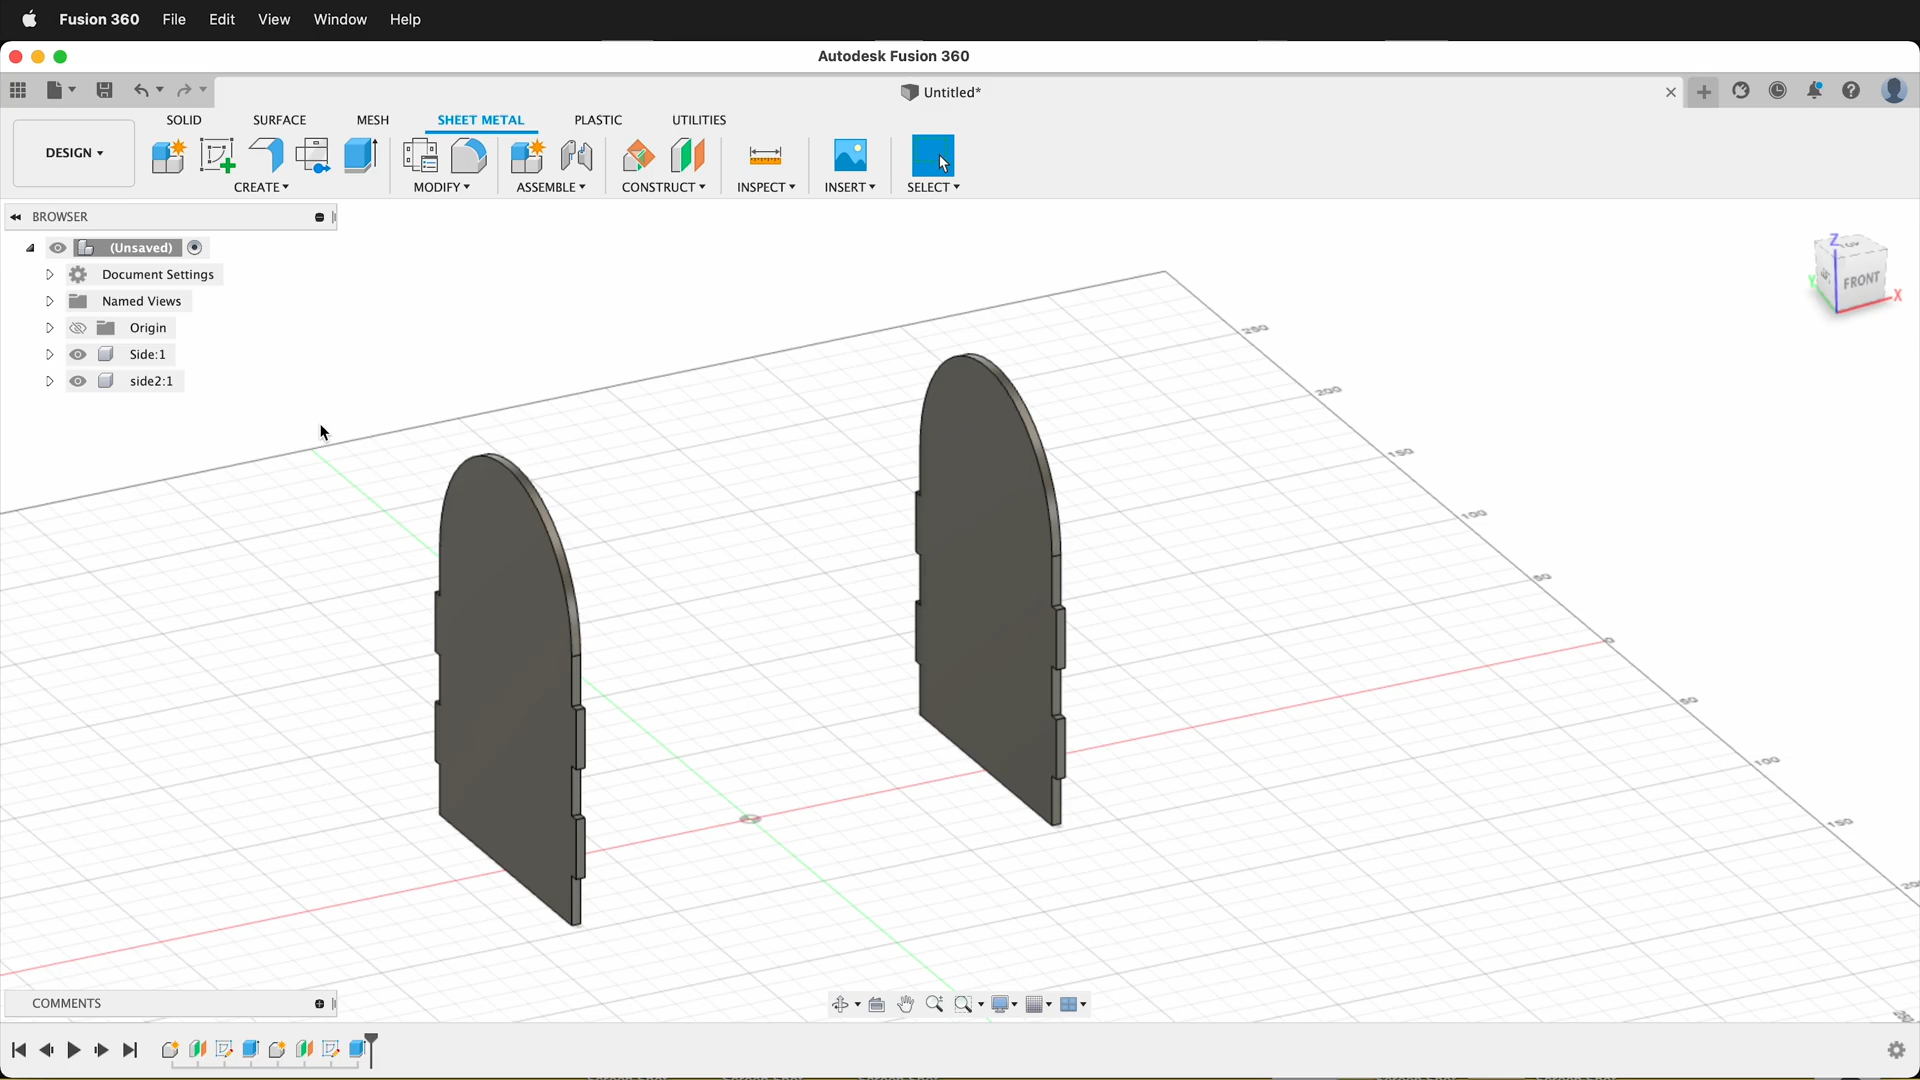 Fusion 360 File Edit View Window Help
Autodesk Fusion 360
Untitled*
SOLID SURFACE MESH SHEET METAL PLASTIC UTILITIES
DESIGN
CREATE MODIFY ASSEMBLE CONSTRUCT INSPECT INSERT SELECT
BROWSER
(Unsaved)
Document Settings
Named Views
Origin
Side:1
side2:1
Z
TOP
FRONT
Y
X
250
200
150
100
50
0
50
100
150
COMMENTS